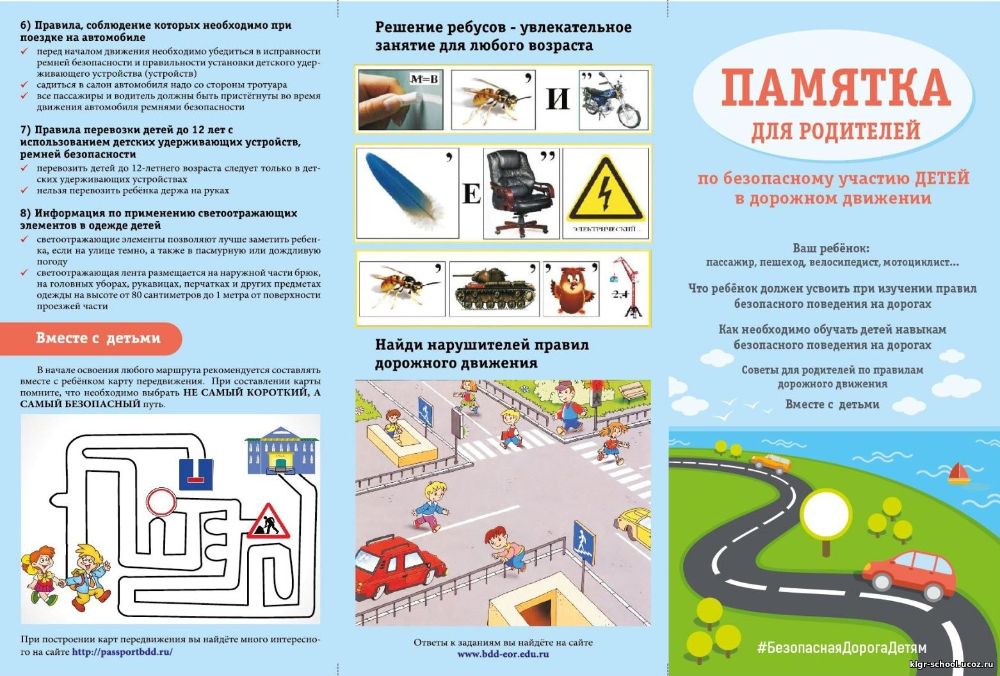 6) Правила, соблюдение которых необходимо при
поездке на автомобиле
перед началом движения необходимо убедиться в исправности
ремней безопасности и правильности установки детского удер-
живающего устройства (устройств)
садиться в салон автомобиля надо со стороны тротуара
все пассажиры и водитель должны быть пристёгнуты во время
движения автомобиля ремнями безопасности
7) Правила перевозки детей до 12 лет с
использованием детских удерживающих устройств,
ремней безопасности
перевозить детей до 12-летнего возраста следует только в дет-
ских удерживающих устройствах
нельзя перевозить ребёнка держа на руках
8) Информация по применению светоотражающих
элементов в одежде детей
светоотражающие элементы позволяют лучше заметить ребен-
ка, если на улице темно, а также в пасмурную или дождливую
погоду
светоотражающая лента размещается на наружной части брюк,
на головных уборах, рукавицах, перчатках и других предметах
одежды на высоте от 80 сантиметров до 1 метра от поверхности
проезжей части
Вместе с детьми
В начале освоения любого маршрута рекомендуется составлять
вместе с ребёнком карту передвижения. При составлении карты
помните, что необходимо выбрать НЕ САМЫЙ КОРОТКИЙ, А
САМЫЙ БЕЗОПАСНЫЙ путь.
При построении карт передвижения вы найдёте много интересно-
го на сайте http://passportbdd.ru/
Решение ребусов - увлекательное
занятие для любого возраста
М=В , И ,,
, Е ,,
ЭЛЕКТРИЧЕСКИЙ ...
, , , , 2,4
Найди нарушителей правил
дорожного движения
Ответы к заданиям вы найдёте на сайте
www.bdd-eor.edu.ru
ПАМЯТКА
ДЛЯ РОДИТЕЛЕЙ
по безопасному участию ДЕТЕЙ
в дорожном движении
Ваш ребёнок:
пассажир, пешеход, велосипедист, мотоциклист...
Что ребёнок должен усвоить при изучении правил
безопасного поведения на дорогах
Как необходимо обучать детей навыкам
безопасного поведения на дорогах
Советы для родителей по правилам
дорожного движения
Вместе с детьми
#БезопаснаяДорогаДетям
klgr-school.ucoz.ru